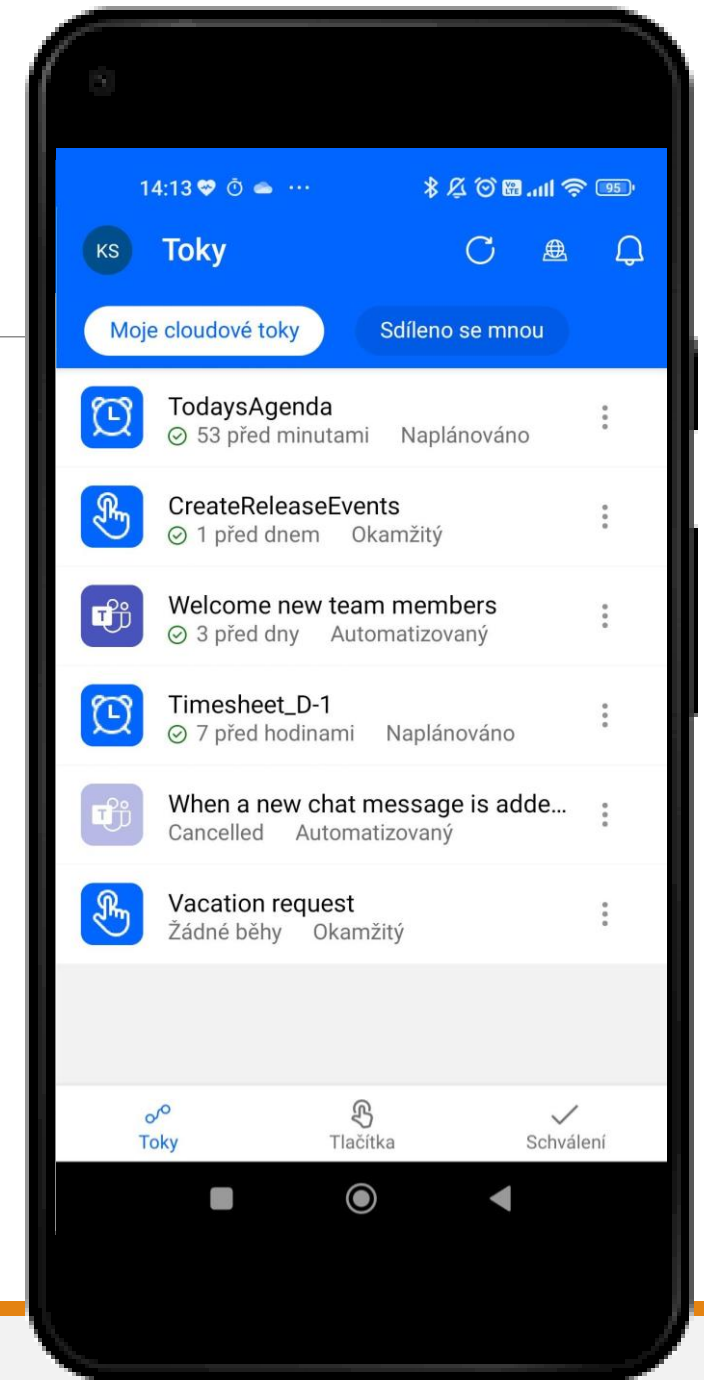 14:13 ... Vo LTE 95
KS Toky
Moje cloudové toky Sdíleno se mnou
TodaysAgenda
53 před minutami Naplánováno
CreateReleaseEvents
1 před dnem Okamžitý
Welcome new team members
3 před dny Automatizovaný
Timesheet_D-1
7 před hodinami Naplánováno
When a new chat message is adde...
Cancelled Automatizovaný
Vacation request
Žádné běhy Okamžitý
Toky Tlačítka Schválení